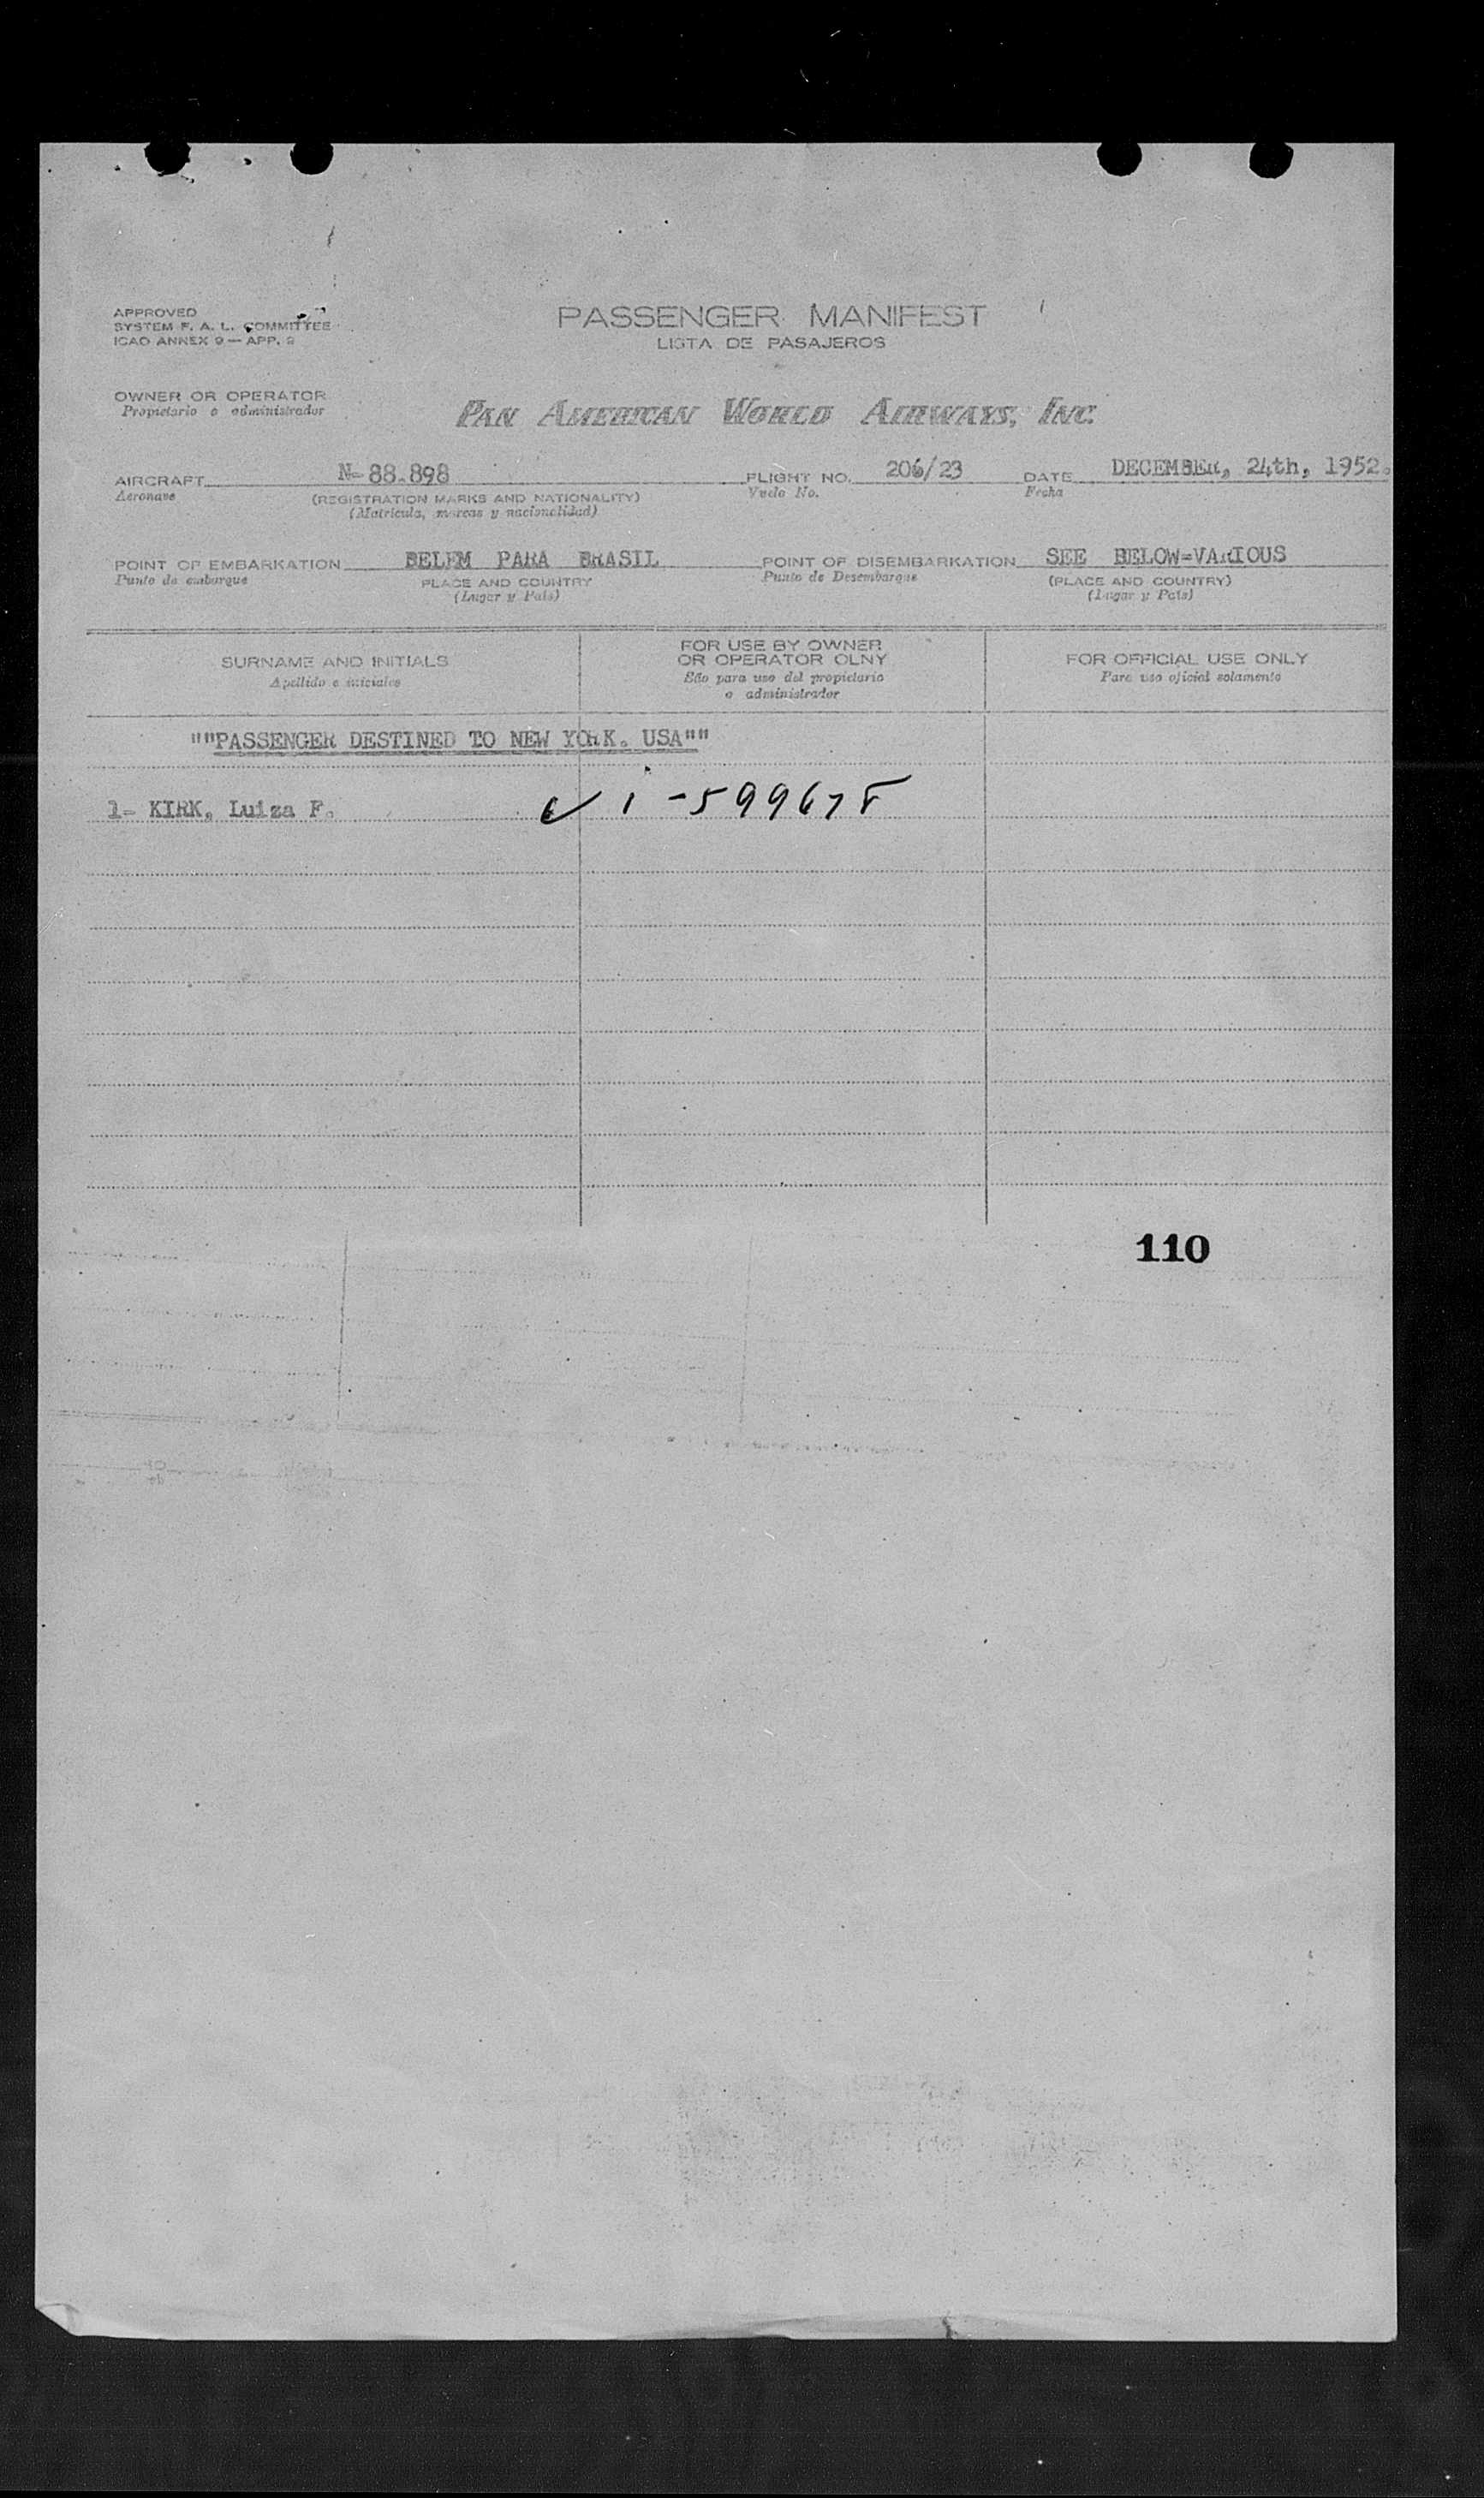 APPROVED
SYSTEM F. A. L. COMMITTEE
ICAO ANNEX 9 — APP. 2
PASSENGER MANIFEST
LISTA DE PASAJEROS
OWNER OR OPERATOR
Propietario o administrador
PAN AMERICAN WORLD AIRWAYS, INC.
AIRCRAFT N-88.898 FLIGHT NO. 206/23 DATE DECEMBER, 24th, 1952.
Aeronave (REGISTRATION MARKS AND NATIONALITY) Vuelo No. Fecha
(Matrícula, marcas y nacionalidad)
POINT OF EMBARKATION BELEM PARA BRASIL POINT OF DISEMBARKATION SEE BELOW=VARIOUS
Punto de embarque PLACE AND COUNTRY Punto de Desembarque (PLACE AND COUNTRY)
(Lugar y País) (Lugar y País)
SURNAME AND INITIALS
Apellido e iniciales
FOR USE BY OWNER
OR OPERATOR OLNY
São para uso del propietario
o administrador
FOR OFFICIAL USE ONLY
Para uso oficial solamente
""PASSENGER DESTINED TO NEW YORK. USA""
1- KIRK, Luiza F. ✓ i-599678
110